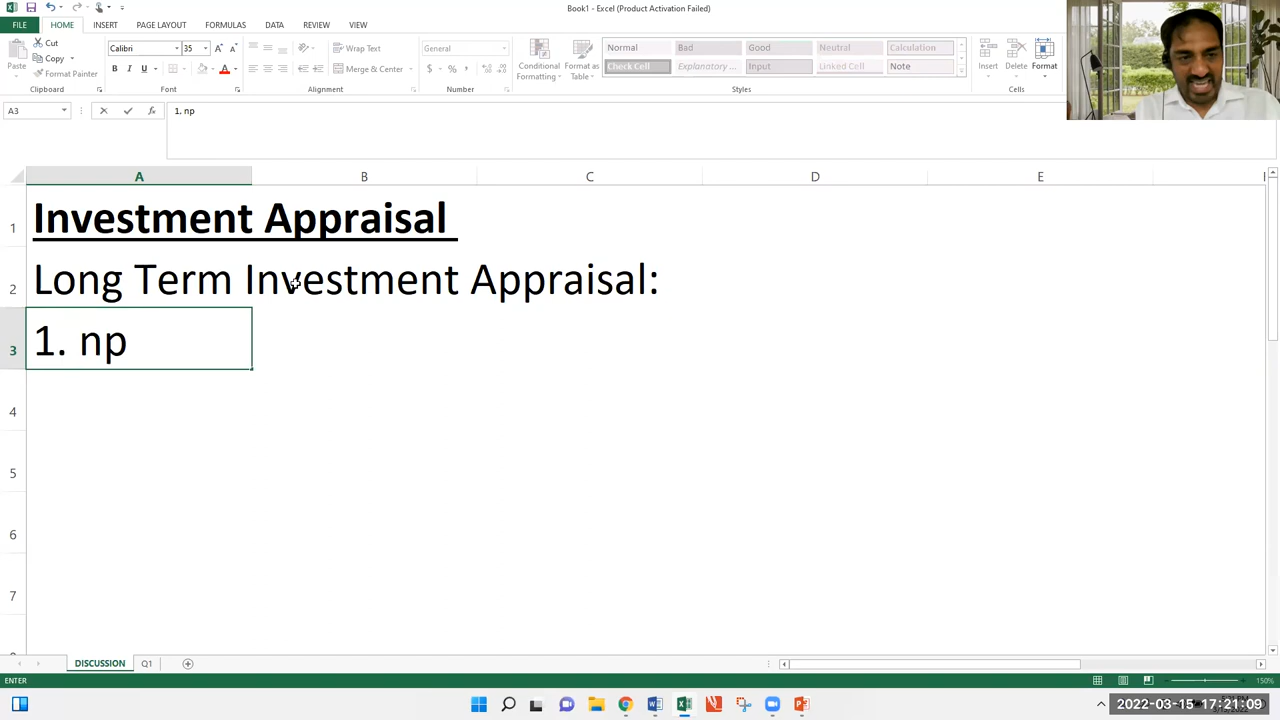 Book1 - Excel (Product Activation Failed)
FILE HOME INSERT PAGE LAYOUT FORMULAS DATA REVIEW VIEW
Paste
Cut
Copy
Format Painter
Clipboard
Calibri 35
B I U
Font
Wrap Text
Merge & Center
Alignment
General
$ % ,
Number
Conditional Formatting
Format as Table
Normal Bad Good Neutral Calculation
Check Cell Explanatory ... Input Linked Cell Note
Styles
Insert Delete Format
Cells
A3 fx 1. np
A B C D E
1 Investment Appraisal
2 Long Term Investment Appraisal:
3 1. np
4
5
6
7
DISCUSSION Q1
ENTER
150%
2022-03-15 17:21:09